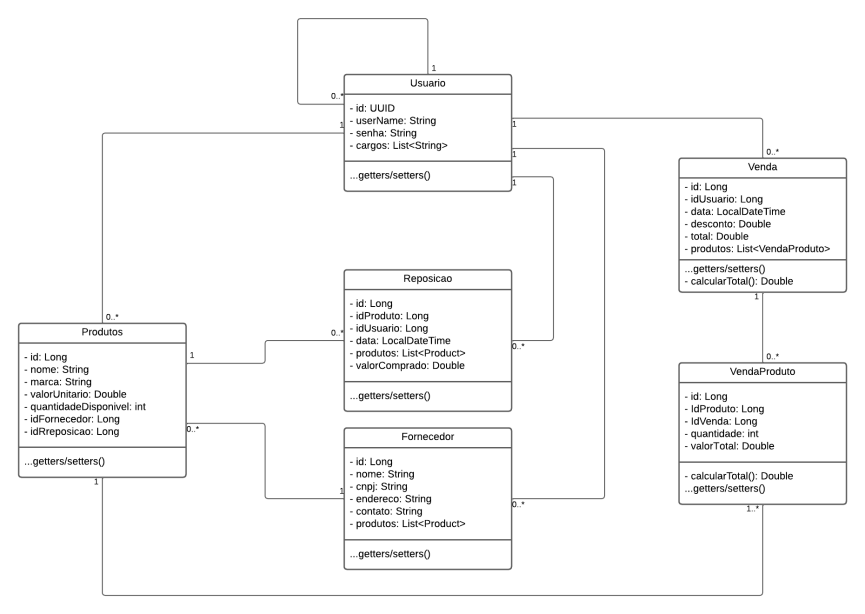 1
Usuario
0..*
- id: UUID
- userName: String
- senha: String
- cargos: List<String>
...getters/setters()
1
1
1
1
0..*
Venda
- id: Long
- idUsuario: Long
- data: LocalDateTime
- desconto: Double
- total: Double
- produtos: List<VendaProduto>
...getters/setters()
- calcularTotal(): Double
1
0..*
Reposicao
- id: Long
- idProduto: Long
- idUsuario: Long
- data: LocalDateTime
- produtos: List<Product>
- valorComprado: Double
...getters/setters()
0..*
0..*
0..*
Produtos
- id: Long
- nome: String
- marca: String
- valorUnitario: Double
- quantidadeDisponivel: int
- idFornecedor: Long
- idRreposicao: Long
...getters/setters()
1
0..*
1
VendaProduto
- id: Long
- IdProduto: Long
- IdVenda: Long
- quantidade: int
- valorTotal: Double
- calcularTotal(): Double
...getters/setters()
1..*
Fornecedor
- id: Long
- nome: String
- cnpj: String
- endereco: String
- contato: String
- produtos: List<Product>
...getters/setters()
1
0..*